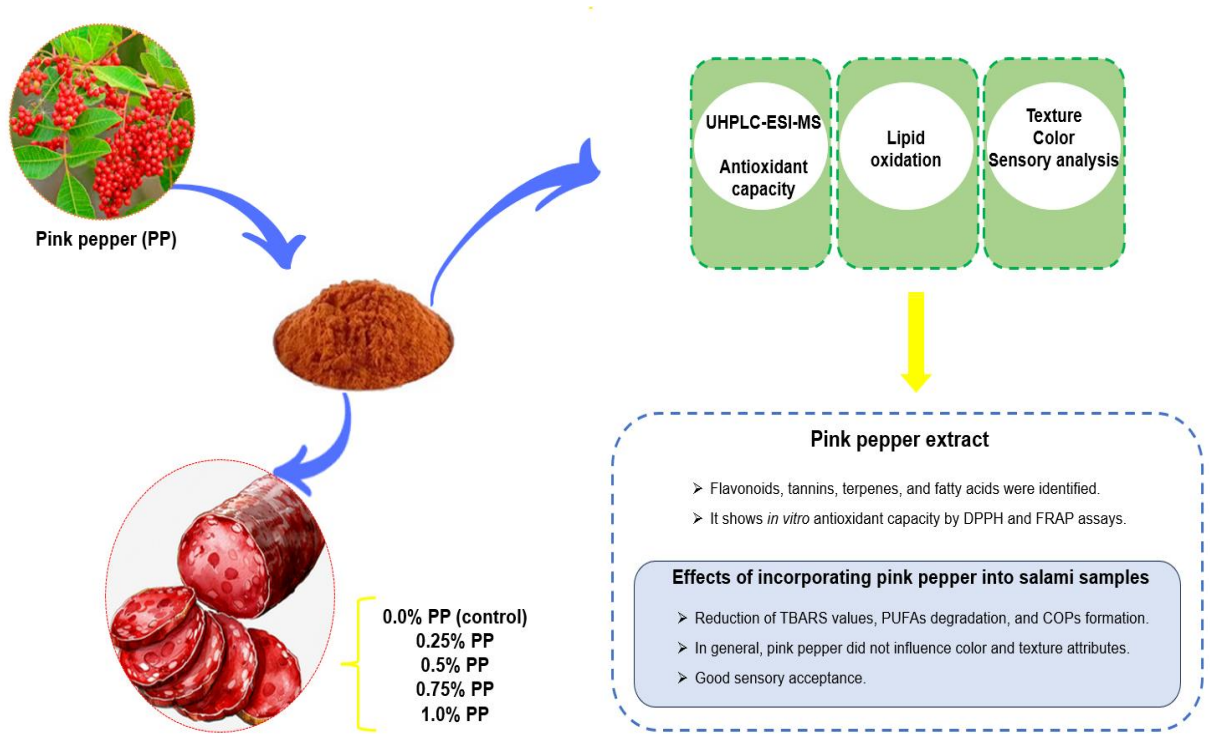 Pink pepper (PP)
UHPLC-ESI-MS
Antioxidant
capacity
Lipid
oxidation
Texture
Color
Sensory analysis
0.0% PP (control)
0.25% PP
0.5% PP
0.75% PP
1.0% PP
Pink pepper extract
➢ Flavonoids, tannins, terpenes, and fatty acids were identified.
➢ It shows in vitro antioxidant capacity by DPPH and FRAP assays.
Effects of incorporating pink pepper into salami samples
➢ Reduction of TBARS values, PUFAs degradation, and COPs formation.
➢ In general, pink pepper did not influence color and texture attributes.
➢ Good sensory acceptance.